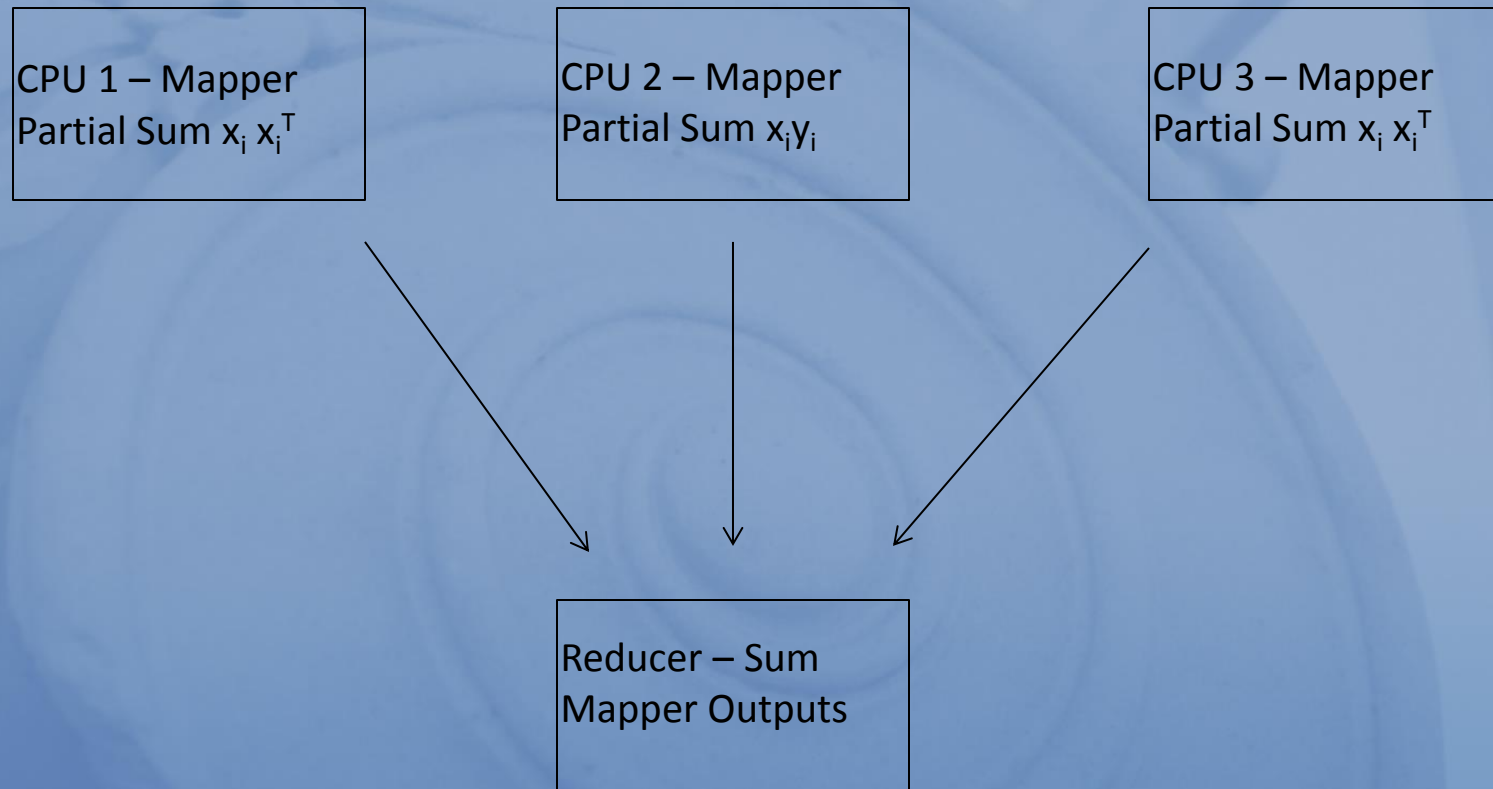 CPU 1 – Mapper
Partial Sum xᵢ xᵢᵀ
CPU 2 – Mapper
Partial Sum xᵢyᵢ
CPU 3 – Mapper
Partial Sum xᵢ xᵢᵀ
Reducer – Sum
Mapper Outputs